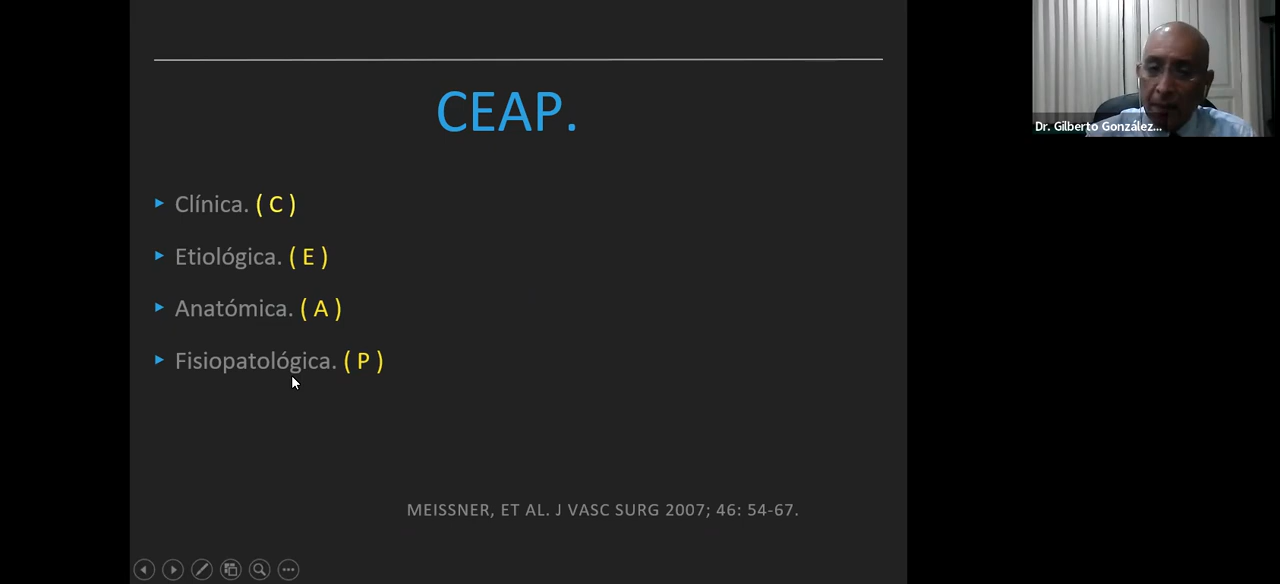 CEAP.
Clínica. ( C )
Etiológica. ( E )
Anatómica. ( A )
Fisiopatológica. ( P )
MEISSNER, ET AL. J VASC SURG 2007; 46: 54-67.
Dr. Gilberto González...